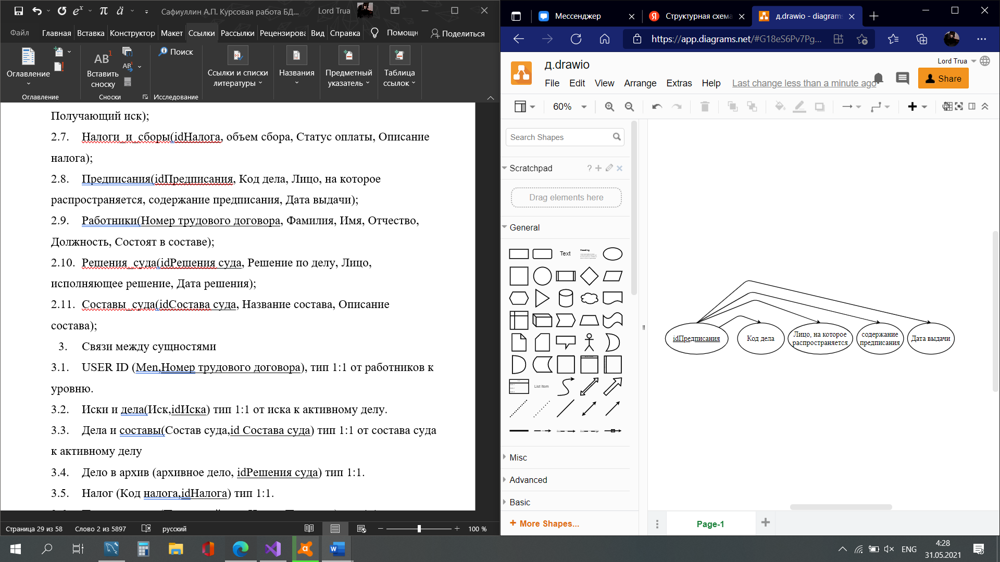 Сафиуллин А.П. Курсовая работа БД...
Lord Trua
Файл
Главная
Вставка
Конструктор
Макет
Ссылки
Рассылки
Рецензирова
Вид
Справка
Помощн
Поделиться
Оглавление
Оглавление
AB1
Вставить
сноску
Сноски
Поиск
Исследование
Ссылки и списки
литературы
Названия
Предметный
указатель
Таблица
ссылок
Получающий иск);
2.7. Налоги_и_сборы(idНалога, объем сбора, Статус оплаты, Описание
налога);
2.8. Предписания(idПредписания, Код дела, Лицо, на которое
распространяется, содержание предписания, Дата выдачи);
2.9. Работники(Номер трудового договора, Фамилия, Имя, Отчество,
Должность, Состоят в составе);
2.10. Решения_суда(idРешения суда, Решение по делу, Лицо,
исполняющее решение, Дата решения);
2.11. Составы_суда(idСостава суда, Название состава, Описание
состава);
3. Связи между сущностями
3.1. USER ID (Men,Номер трудового договора), тип 1:1 от работников к
уровню.
3.2. Иски и дела(Иск,idИска) тип 1:1 от иска к активному делу.
3.3. Дела и составы(Состав суда,id Состава суда) тип 1:1 от состава суда
к активному делу
3.4. Дело в архив (архивное дело, idРешения суда) тип 1:1.
3.5. Налог (Код налога,idНалога) тип 1:1.
Страница 29 из 58
Слово 2 из 5897
русский
100 %
Мессенджер
Структурная схема
д.drawio - diagrams
https://app.diagrams.net/#G18eS6Pv7Pg...
д.drawio
Lord Trua
File
Edit
View
Arrange
Extras
Help
Last change less than a minute ago
Share
60%
Search Shapes
Scratchpad
?
Drag elements here
General
Text
Heading
List Item
Misc
Advanced
Basic
+ More Shapes...
idПредписания
Код дела
Лицо, на которое
распространяется
содержание
предписания
Дата выдачи
Page-1
ENG
4:28
31.05.2021